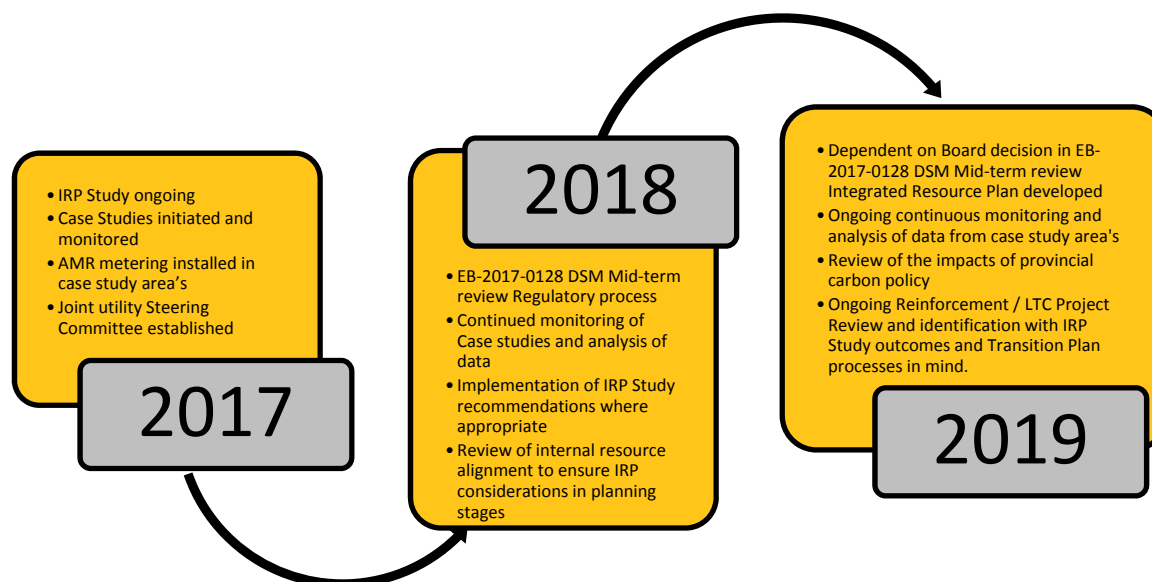 • IRP Study ongoing
• Case Studies initiated and
monitored
• AMR metering installed in
case study area’s
• Joint utility Steering
Committee established
2017
2018
• EB-2017-0128 DSM Mid-term
review Regulatory process
• Continued monitoring of
Case studies and analysis of
data
• Implementation of IRP Study
recommendations where
appropriate
• Review of internal resource
alignment to ensure IRP
considerations in planning
stages
• Dependent on Board decision in EB-
2017-0128 DSM Mid-term review
Integrated Resource Plan developed
• Ongoing continuous monitoring and
analysis of data from case study area's
• Review of the impacts of provincial
carbon policy
• Ongoing Reinforcement / LTC Project
Review and identification with IRP
Study outcomes and Transition Plan
processes in mind.
2019